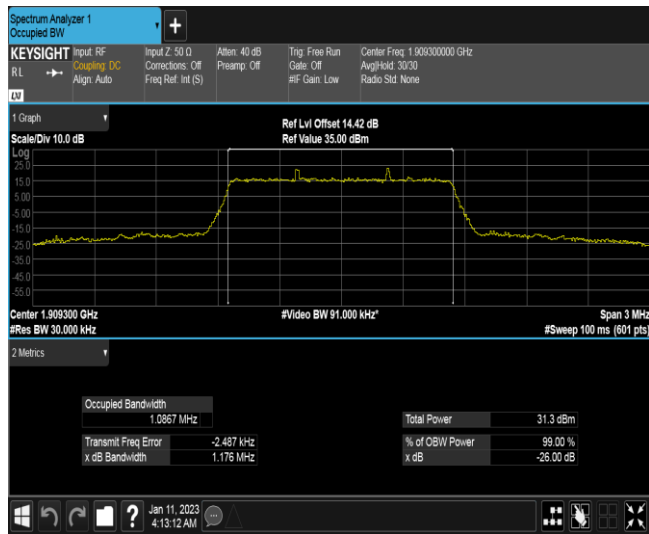 Spectrum Analyzer 1
Occupied BW
+
KEYSIGHT Input: RF Input Z: 50 Ω Atten: 40 dB Trig: Free Run Center Freq: 1.909300000 GHz
RL Coupling: DC Corrections: Off Preamp: Off Gate: Off Avg|Hold: 30/30
Align: Auto Freq Ref: Int (S) #IF Gain: Low Radio Std: None
LXI
1 Graph
Ref Lvl Offset 14.42 dB
Scale/Div 10.0 dB Ref Value 35.00 dBm
Log
25.0
15.0
5.00
-5.00
-15.0
-25.0
-35.0
-45.0
-55.0
Center 1.909300 GHz #Video BW 91.000 kHz* Span 3 MHz
#Res BW 30.000 kHz #Sweep 100 ms (601 pts)
2 Metrics
Occupied Bandwidth
1.0867 MHz Total Power 31.3 dBm
Transmit Freq Error -2.487 kHz % of OBW Power 99.00 %
x dB Bandwidth 1.176 MHz x dB -26.00 dB
? Jan 11, 2023
4:13:12 AM